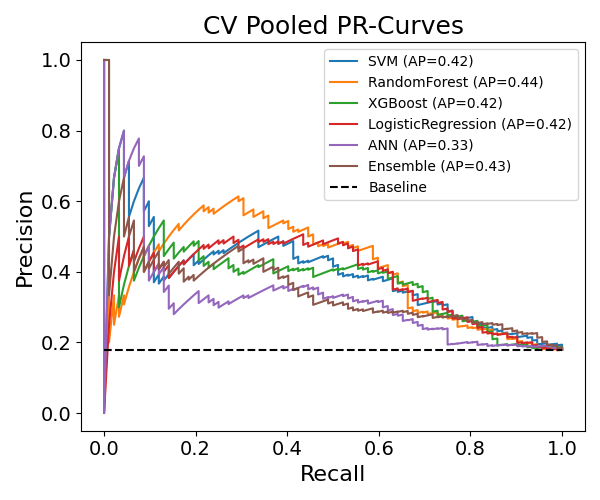 CV Pooled PR-Curves
Precision
1.0
0.8
0.6
0.4
0.2
0.0
SVM (AP=0.42)
RandomForest (AP=0.44)
XGBoost (AP=0.42)
LogisticRegression (AP=0.42)
ANN (AP=0.33)
Ensemble (AP=0.43)
Baseline
0.0 0.2 0.4 0.6 0.8 1.0
Recall